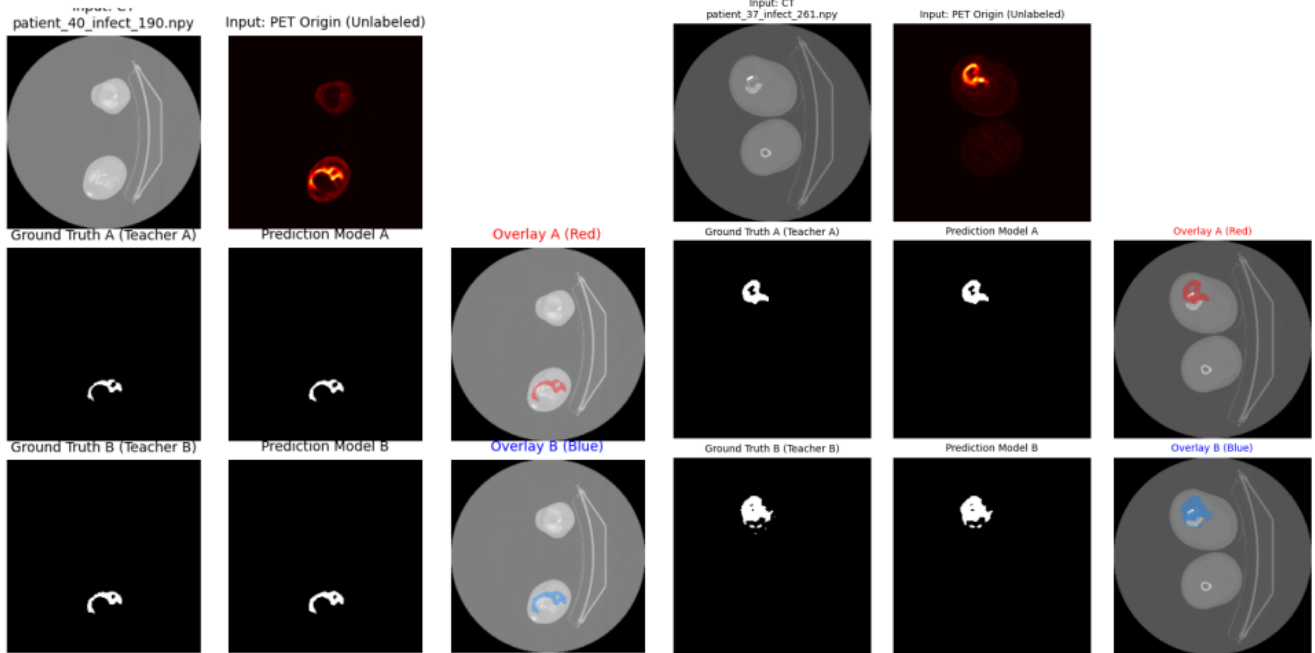 Input: CT
patient_40_infect_190.npy
Input: PET Origin (Unlabeled)
Ground Truth A (Teacher A)
Prediction Model A
Overlay A (Red)
Ground Truth B (Teacher B)
Prediction Model B
Overlay B (Blue)
Input: CT
patient_37_infect_261.npy
Input: PET Origin (Unlabeled)
Ground Truth A (Teacher A)
Prediction Model A
Overlay A (Red)
Ground Truth B (Teacher B)
Prediction Model B
Overlay B (Blue)